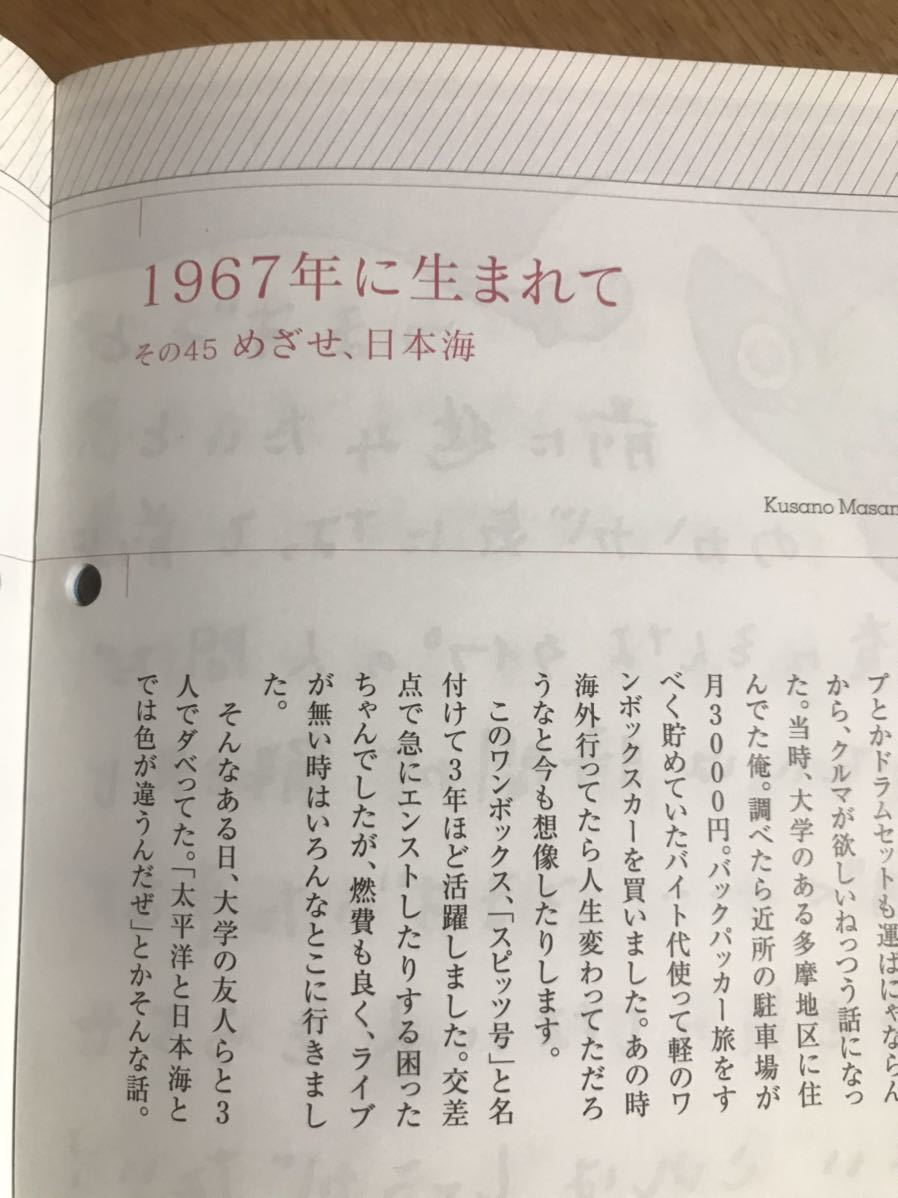 1967年に生まれて
その45 めざせ、日本海
Kusano Masam
プとかドラムセットも運ばにゃならん
から、クルマが欲しいねっつう話になっ
た。当時、大学のある多摩地区に住
んでた俺。調べたら近所の駐車場が
月3000円。バックパッカー旅をす
べく貯めていたバイト代使って軽のワ
ンボックスカーを買いました。あの時
海外行ってたら人生変わってただろ
うなと今も想像したりします。
このワンボックス、「スピッツ号」と名
付けて3年ほど活躍しました。交差
点で急にエンストしたりする困った
ちゃんでしたが、燃費も良く、ライブ
が無い時はいろんなとこに行きまし
た。
そんなある日、大学の友人らと3
人でダベってた。「太平洋と日本海と
では色が違うんだぜ」とかそんな話。